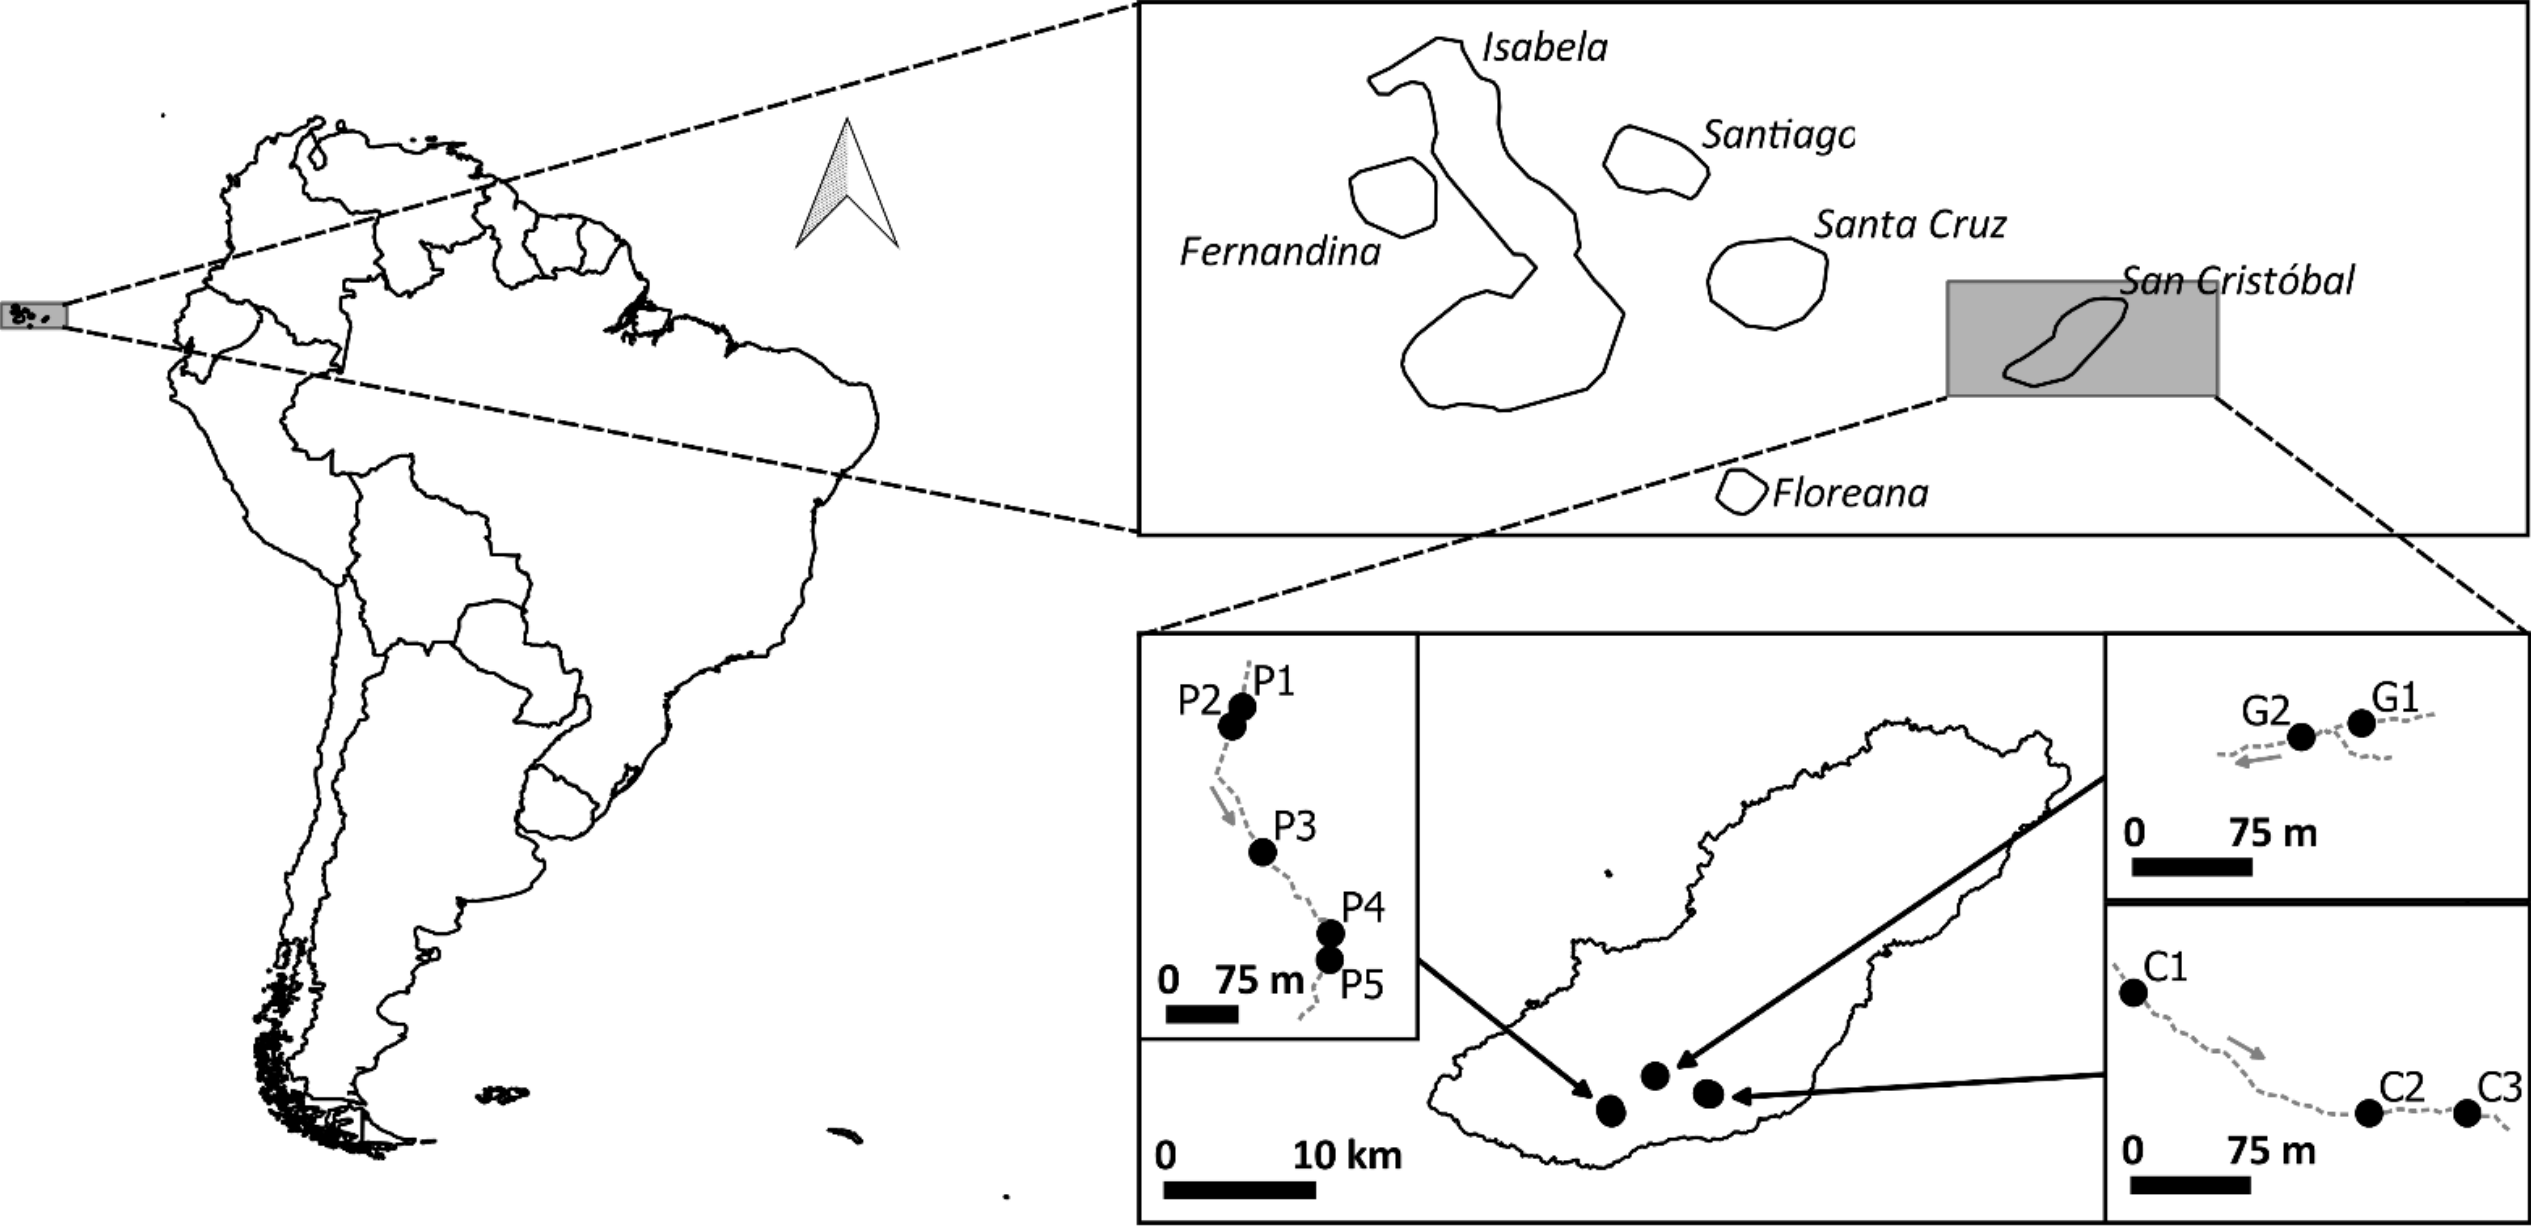 Isabela
Santiago
Santa Cruz
Fernandina
San Cristóbal
Floreana
P1
P2
P3
P4
P5
0 75 m
G1
G2
0 75 m
C1
C2
C3
0 75 m
0 10 km